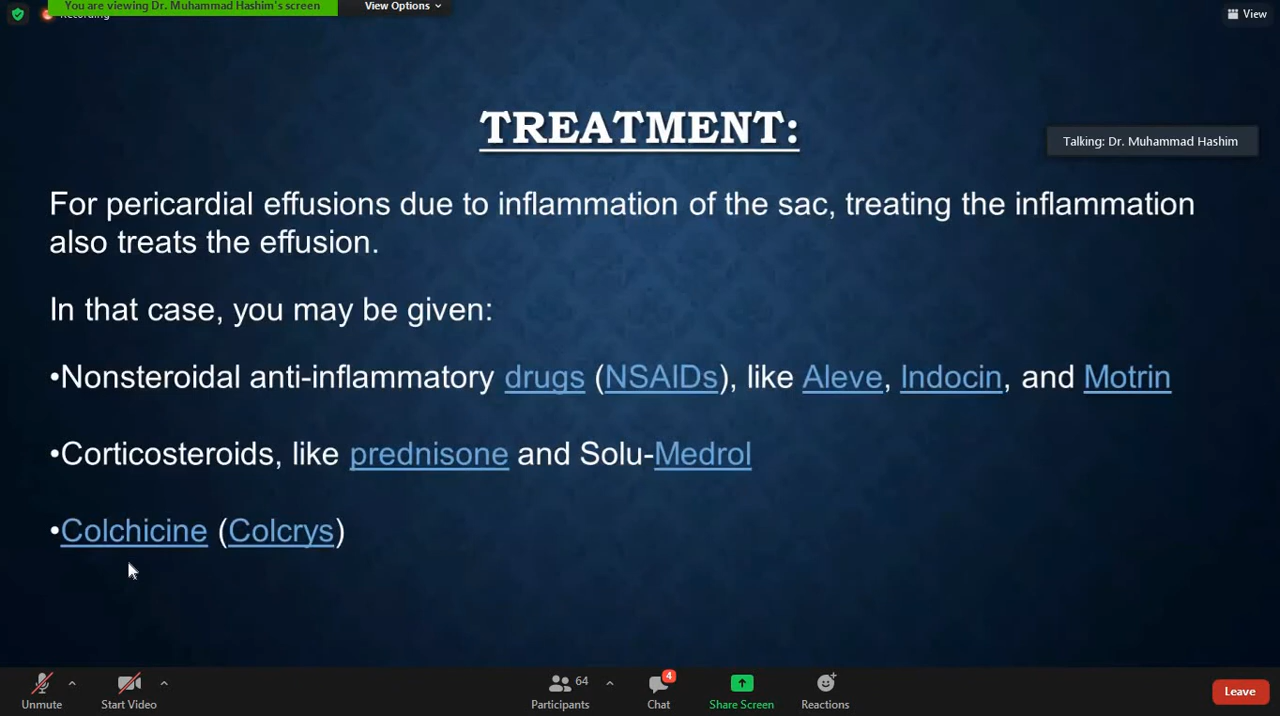 You are viewing Dr. Muhammad Hashim's screen
View Options
Recording
View
TREATMENT:
Talking: Dr. Muhammad Hashim
For pericardial effusions due to inflammation of the sac, treating the inflammation
also treats the effusion.
In that case, you may be given:
•Nonsteroidal anti-inflammatory drugs (NSAIDs), like Aleve, Indocin, and Motrin
•Corticosteroids, like prednisone and Solu-Medrol
•Colchicine (Colcrys)
Unmute
Start Video
64
Participants
4
Chat
Share Screen
Reactions
Leave